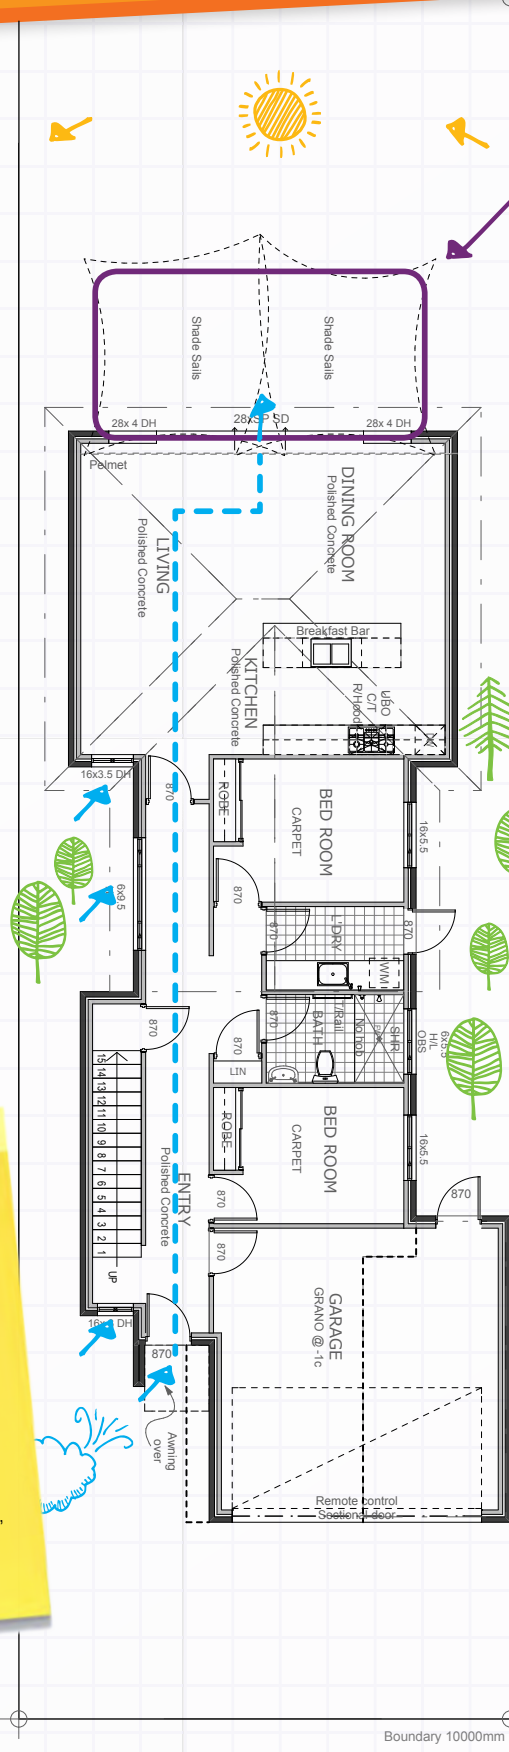 Shade Sails
Shade Sails
28x 4 DH
28x SD
28x 4 DH
Pelmet
DINING ROOM
Polished Concrete
LIVING
Polished Concrete
Breakfast Bar
KITCHEN
Polished Concrete
UBO
C/T
R/Hood
16x3.5 DH
870
ROBE
BED ROOM
CARPET
16x5.5
870
6x9.5
870
L'DRY
870
WM
870
870
870
T/Rail
BATH
No hob
SHR
6x5.5
H/L
OBS
LIN
15
14
13
12
11
10
9
8
7
6
5
4
3
2
1
UP
ROBE
BED ROOM
CARPET
16x5.5
ENTRY
Polished Concrete
870
870
870
GARAGE
GRANO @ -1c
DH
870
Awning
over
Remote control
Sectional door
,
Boundary 10000mm